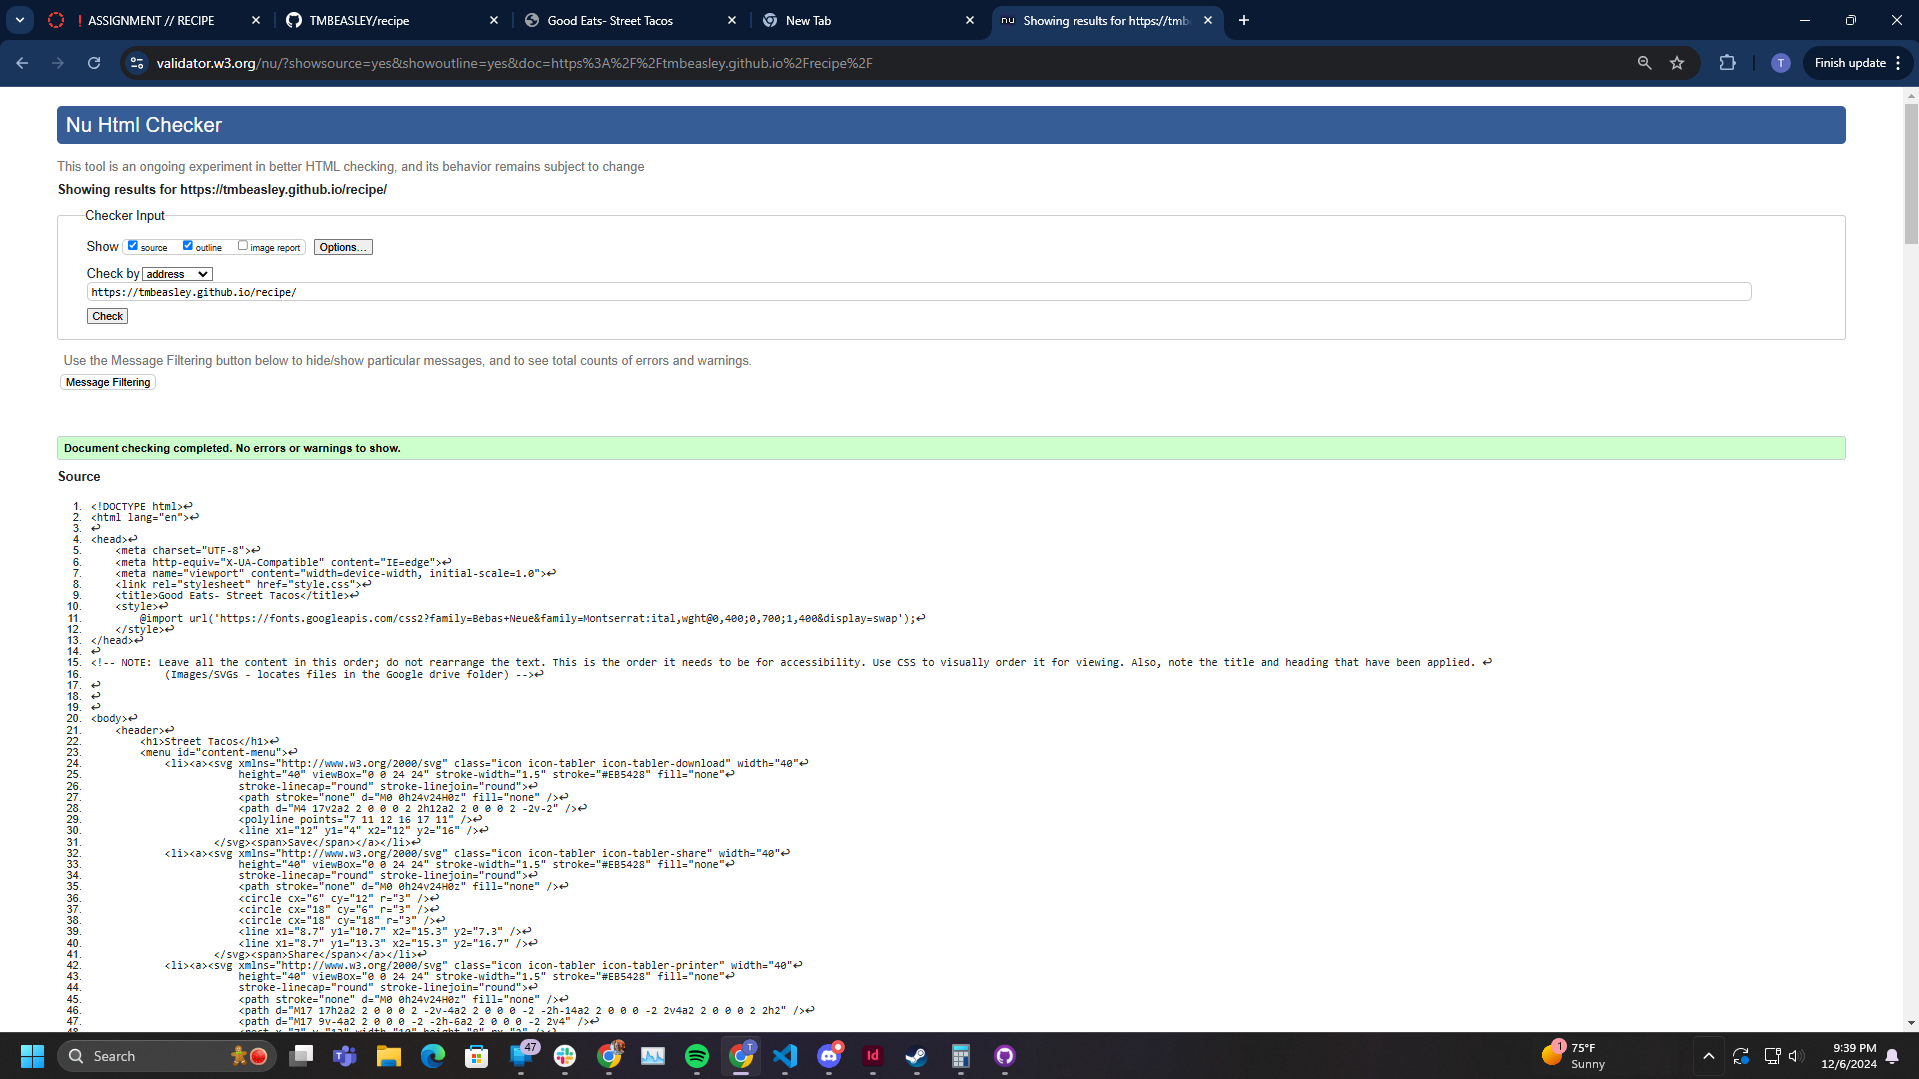 ASSIGNMENT // RECIPE
TMBEASLEY/recipe
Good Eats- Street Tacos
New Tab
nu Showing results for https://tmb
validator.w3.org/nu/?showsource=yes&showoutline=yes&doc=https%3A%2F%2Ftmbeasley.github.io%2Frecipe%2F
T
Finish update
Nu Html Checker
This tool is an ongoing experiment in better HTML checking, and its behavior remains subject to change
Showing results for https://tmbeasley.github.io/recipe/
Checker Input
Show source outline image report Options...
Check by address
https://tmbeasley.github.io/recipe/
Check
Use the Message Filtering button below to hide/show particular messages, and to see total counts of errors and warnings.
Message Filtering
Document checking completed. No errors or warnings to show.
Source
1. <!DOCTYPE html>↩
2. <html lang="en">↩
3. ↩
4. <head>↩
5. <meta charset="UTF-8">↩
6. <meta http-equiv="X-UA-Compatible" content="IE=edge">↩
7. <meta name="viewport" content="width=device-width, initial-scale=1.0">↩
8. <link rel="stylesheet" href="style.css">↩
9. <title>Good Eats- Street Tacos</title>↩
10. <style>↩
11. @import url('https://fonts.googleapis.com/css2?family=Bebas+Neue&family=Montserrat:ital,wght@0,400;0,700;1,400&display=swap');↩
12. </style>↩
13. </head>↩
14. ↩
15. <!-- NOTE: Leave all the content in this order; do not rearrange the text. This is the order it needs to be for accessibility. Use CSS to visually order it for viewing. Also, note the title and heading that have been applied. ↩
16. (Images/SVGs - locates files in the Google drive folder) -->↩
17. ↩
18. ↩
19. ↩
20. <body>↩
21. <header>↩
22. <h1>Street Tacos</h1>↩
23. <menu id="content-menu">↩
24. <li><a><svg xmlns="http://www.w3.org/2000/svg" class="icon icon-tabler icon-tabler-download" width="40"↩
25. height="40" viewBox="0 0 24 24" stroke-width="1.5" stroke="#EB5428" fill="none"↩
26. stroke-linecap="round" stroke-linejoin="round">↩
27. <path stroke="none" d="M0 0h24v24H0z" fill="none" />↩
28. <path d="M4 17v2a2 2 0 0 0 2 2h12a2 2 0 0 0 2 -2v-2" />↩
29. <polyline points="7 11 12 16 17 11" />↩
30. <line x1="12" y1="4" x2="12" y2="16" />↩
31. </svg><span>Save</span></a></li>↩
32. <li><a><svg xmlns="http://www.w3.org/2000/svg" class="icon icon-tabler icon-tabler-share" width="40"↩
33. height="40" viewBox="0 0 24 24" stroke-width="1.5" stroke="#EB5428" fill="none"↩
34. stroke-linecap="round" stroke-linejoin="round">↩
35. <path stroke="none" d="M0 0h24v24H0z" fill="none" />↩
36. <circle cx="6" cy="12" r="3" />↩
37. <circle cx="18" cy="6" r="3" />↩
38. <circle cx="18" cy="18" r="3" />↩
39. <line x1="8.7" y1="10.7" x2="15.3" y2="7.3" />↩
40. <line x1="8.7" y1="13.3" x2="15.3" y2="16.7" />↩
41. </svg><span>Share</span></a></li>↩
42. <li><a><svg xmlns="http://www.w3.org/2000/svg" class="icon icon-tabler icon-tabler-printer" width="40"↩
43. height="40" viewBox="0 0 24 24" stroke-width="1.5" stroke="#EB5428" fill="none"↩
44. stroke-linecap="round" stroke-linejoin="round">↩
45. <path stroke="none" d="M0 0h24v24H0z" fill="none" />↩
46. <path d="M17 17h2a2 2 0 0 0 2 -2v-4a2 2 0 0 0 -2 -2h-14a2 2 0 0 0 -2 2v4a2 2 0 0 0 2 2h2" />↩
47. <path d="M17 9v-4a2 2 0 0 0 -2 -2h-6a2 2 0 0 0 -2 2v4" />↩
Search
47
T
Id
1
75°F
Sunny
9:39 PM
12/6/2024